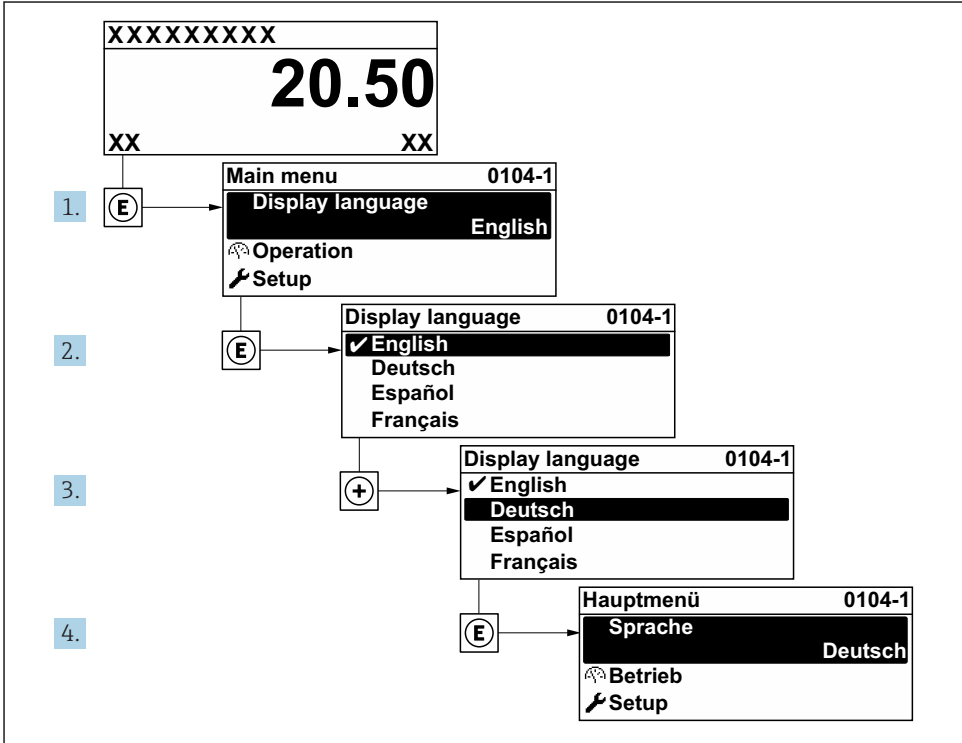 XXXXXXXXX
20.50
XX XX
1. E
Main menu 0104-1
Display language
English
Operation
Setup
2. E
Display language 0104-1
✔English
Deutsch
Español
Français
3. +
Display language 0104-1
✔English
Deutsch
Español
Français
4. E
Hauptmenü 0104-1
Sprache
Deutsch
Betrieb
Setup